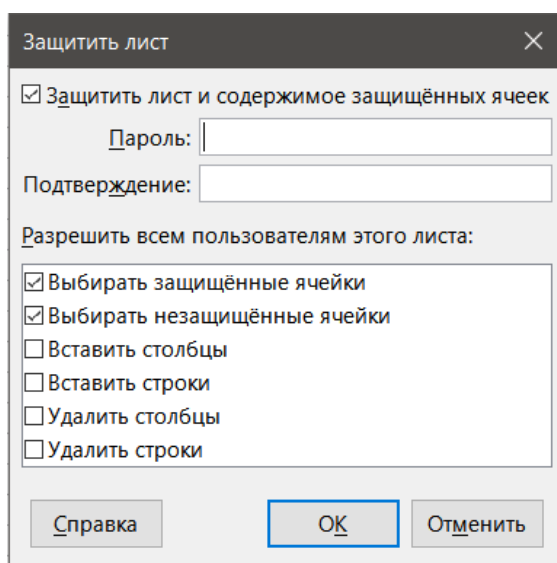 Защитить лист
Защитить лист и содержимое защищённых ячеек
Пароль:
Подтверждение:
Разрешить всем пользователям этого листа:
Выбирать защищённые ячейки
Выбирать незащищённые ячейки
Вставить столбцы
Вставить строки
Удалить столбцы
Удалить строки
Справка ОК Отменить